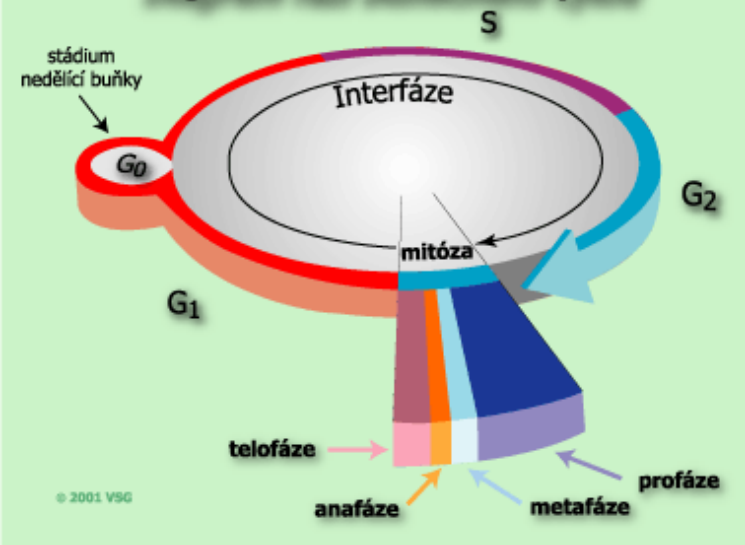 S
stádium
nedělící buňky
Interfáze
G0
G2
mitóza
G1
telofáze
profáze
anafáze
metafáze
© 2001 VSG